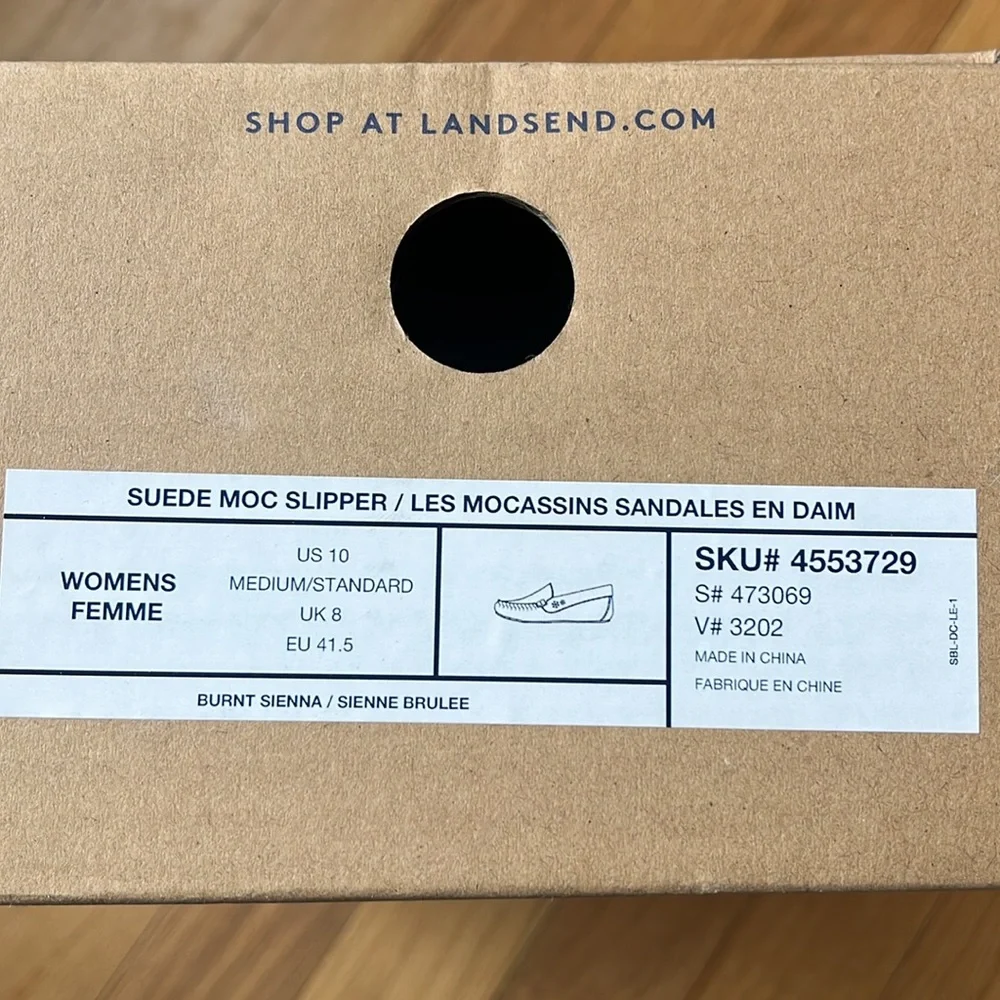 SHOP AT LANDSEND.COM
SUEDE MOC SLIPPER / LES MOCASSINS SANDALES EN DAIM
WOMENS
FEMME
US 10
MEDIUM/STANDARD
UK 8
EU 41.5
BURNT SIENNA / SIENNE BRULEE
SKU# 4553729
S# 473069
V# 3202
MADE IN CHINA
FABRIQUE EN CHINE
SBL-DC-LE-1